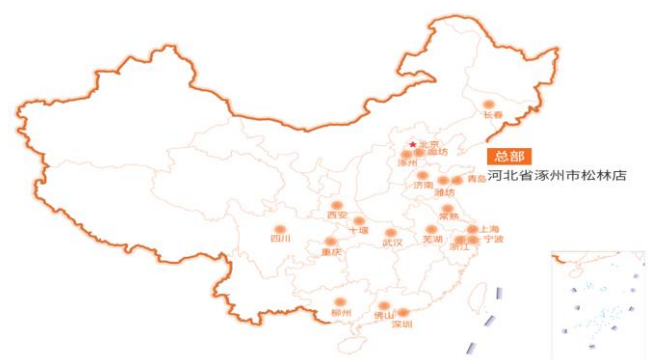 长春
北京
廊坊
涿州
总部
河北省涿州市松林店
济南
青岛
潍坊
西安
常熟
十堰
四川
武汉
芜湖
上海
浙江
宁波
重庆
柳州
佛山
深圳